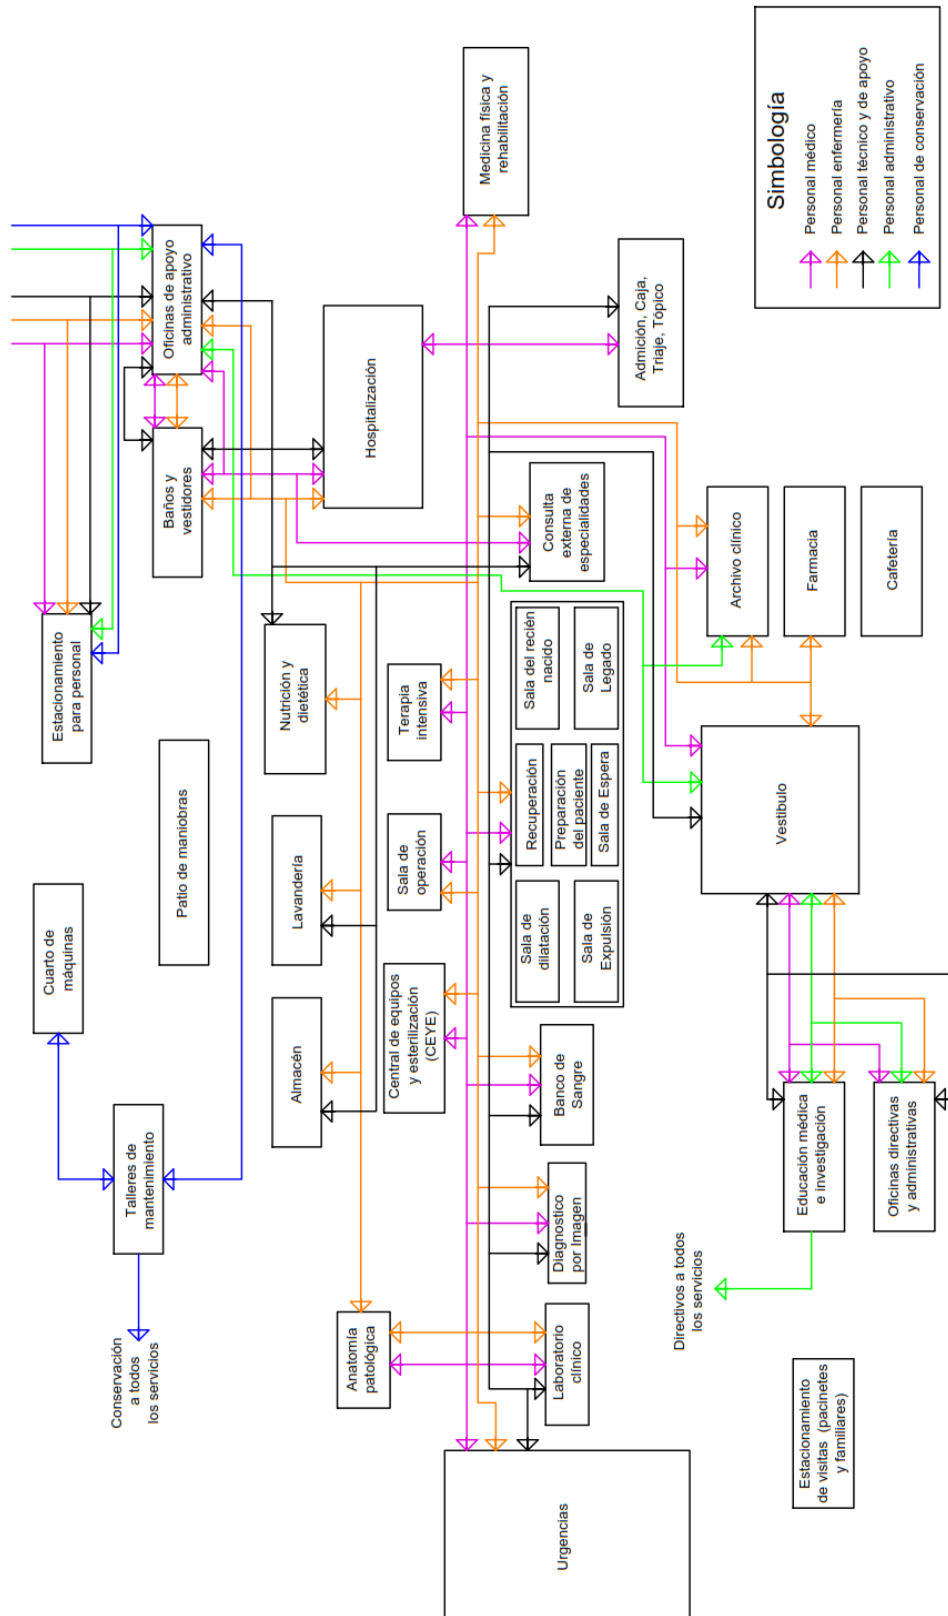 Medicina física y
rehabilitación
Simbología
Personal médico
Personal enfermería
Personal técnico y de apoyo
Personal administrativo
Personal de conservación
Oficinas de apoyo
administrativo
Hospitalización
Admición, Caja,
Triaje, Tópico
Baños y
vestidores
Consulta
externa de
especialidades
Archivo clínico
Farmacia
Cafetería
Estacionamiento
para personal
Nutrición y
dietética
Terapia
intensiva
Sala del recién
nacido
Sala de
Legado
Patio de maniobras
Lavandería
Sala de
operación
Recuperación
Preparación
del paciente
Sala de Espera
Vestibulo
Cuarto de
máquinas
Almacén
Central de equipos
y esterilización
(CEYE)
Sala de
dilatación
Sala de
Expulsión
Banco de
Sangre
Talleres de
mantenimiento
Diagnostico
por Imagen
Educación médica
e investigación
Oficinas directivas
y administrativas
Conservación
a todos
los servicios
Anatomía
patológica
Laboratorio
clínico
Directivos a todos
los servicios
Urgencias
Estacionamiento
de visitas (pacinetes
y familiares)